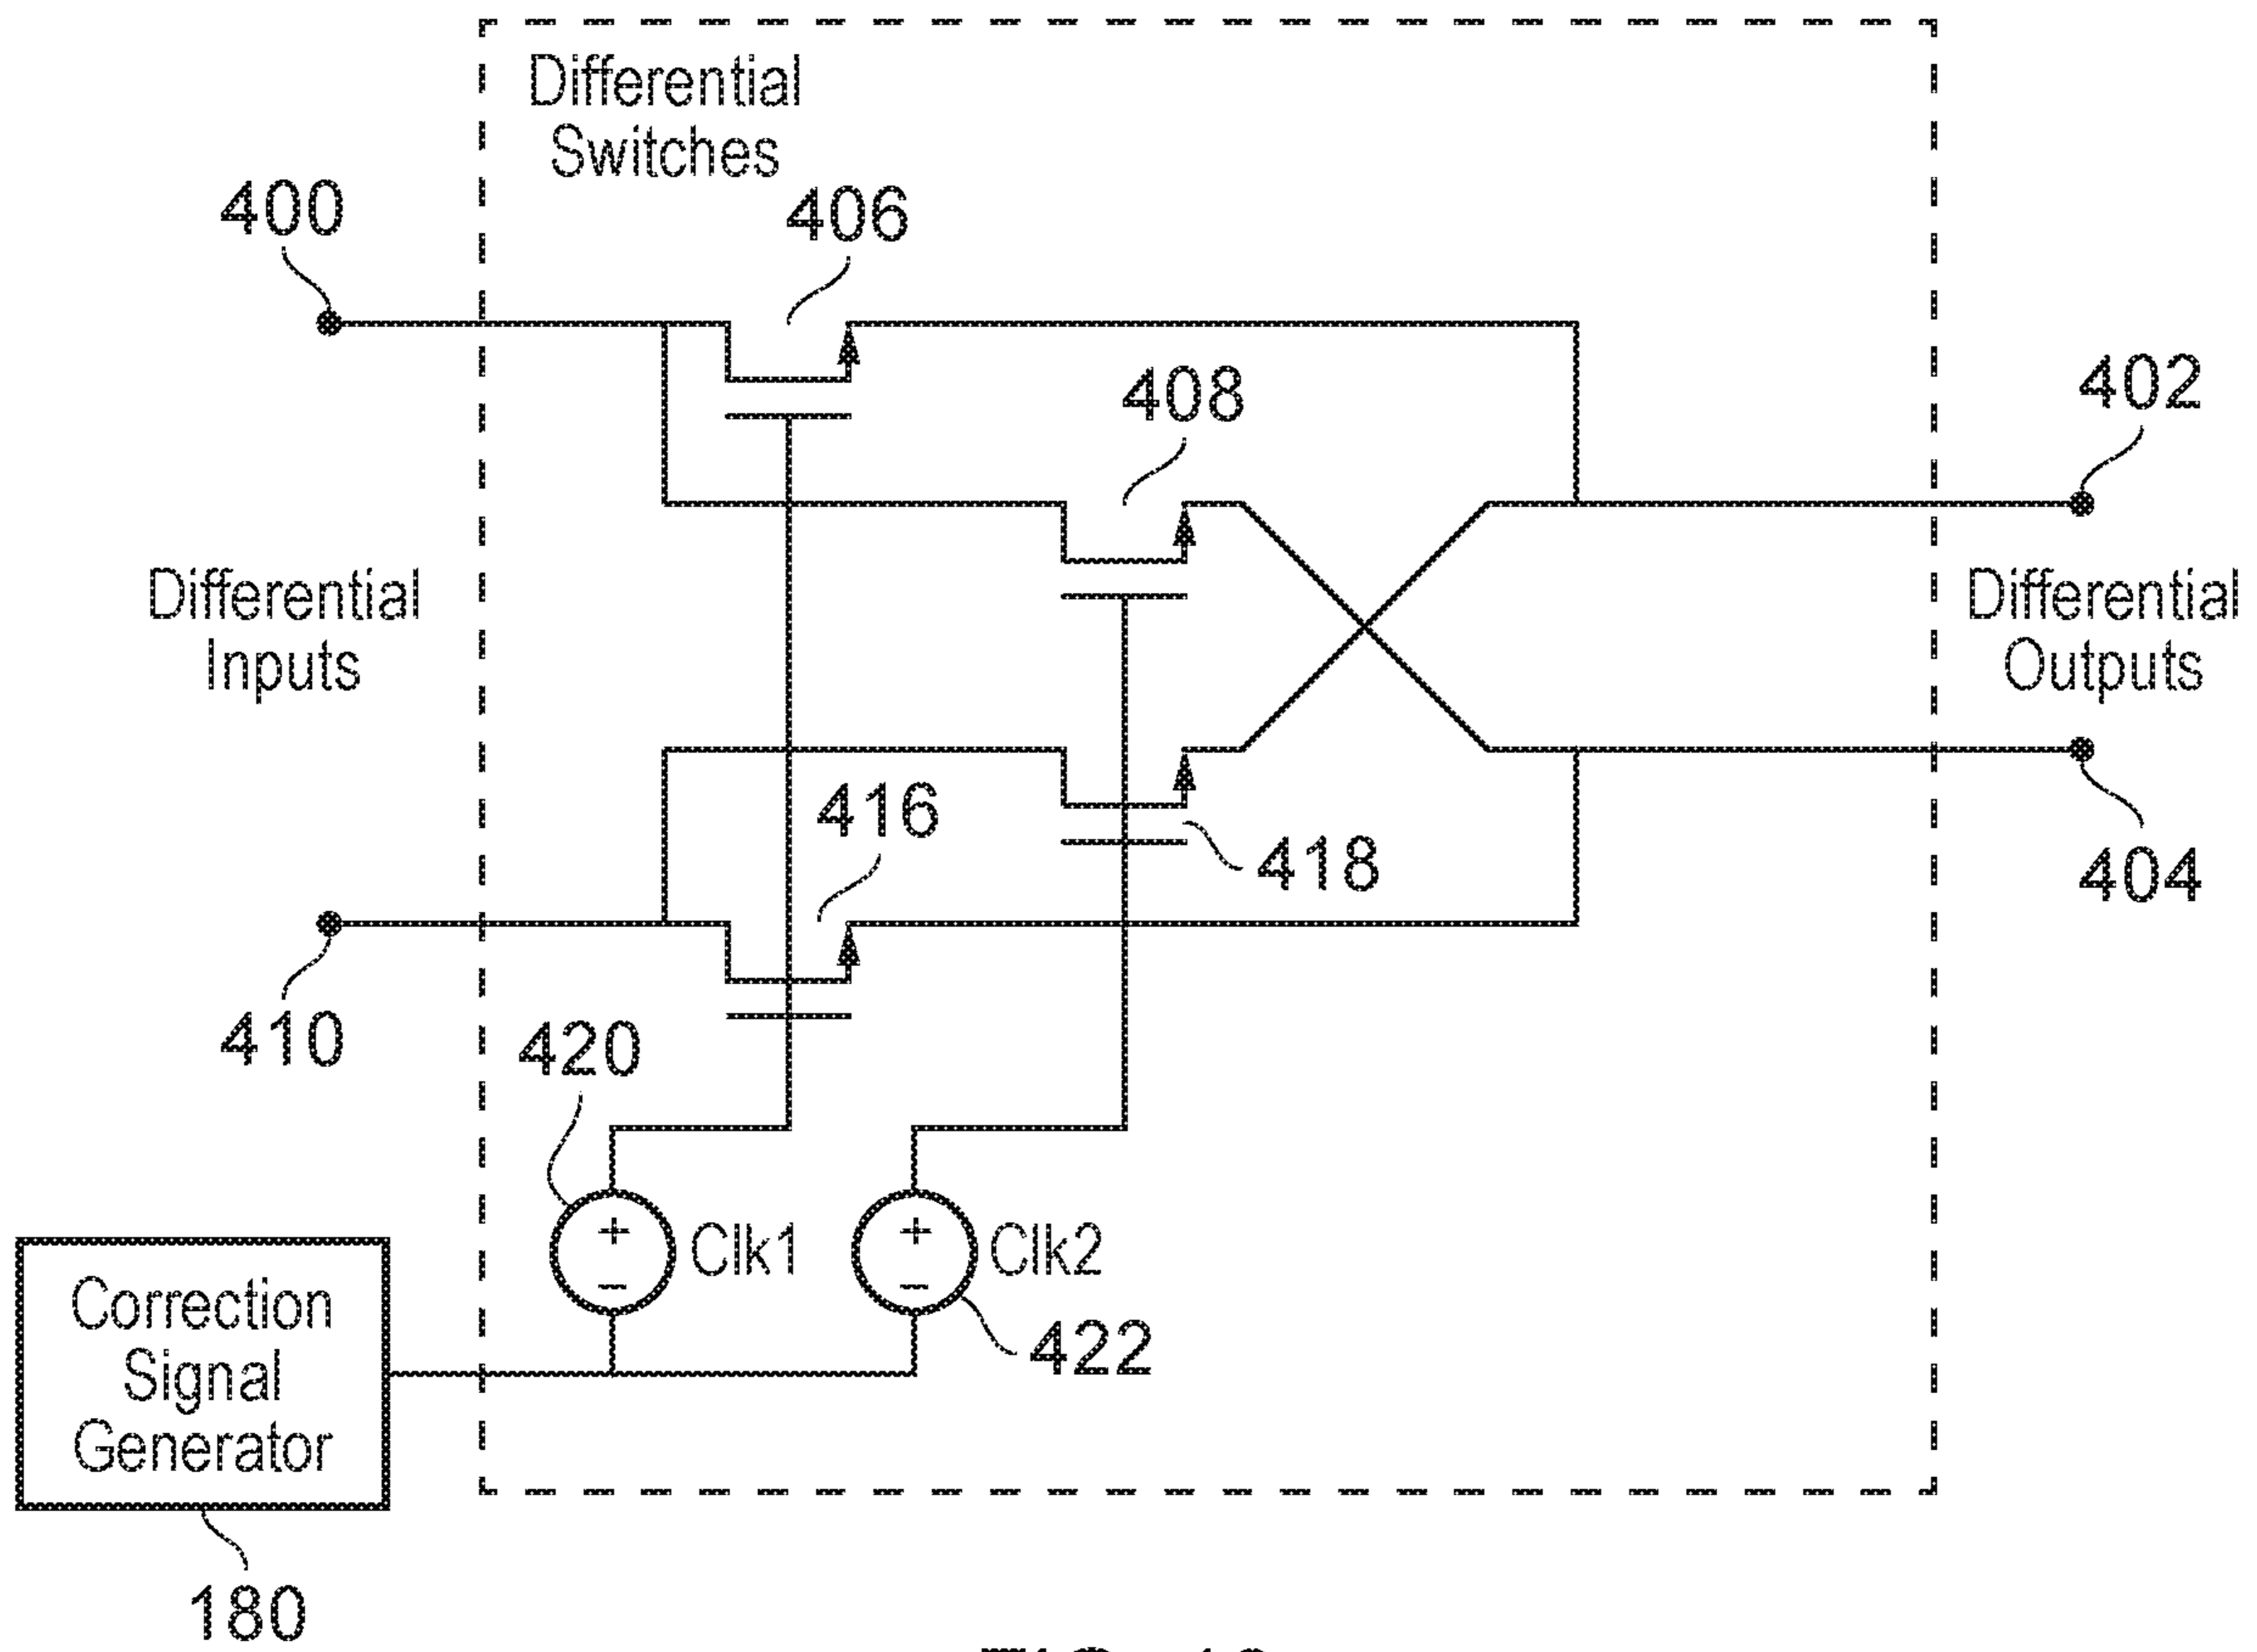 Differential
Switches
400
406
408
402
Differential
Inputs
Differential
Outputs
416
418
404
410
420
+
−
Clk1
+
−
Clk2
422
Correction
Signal
Generator
180